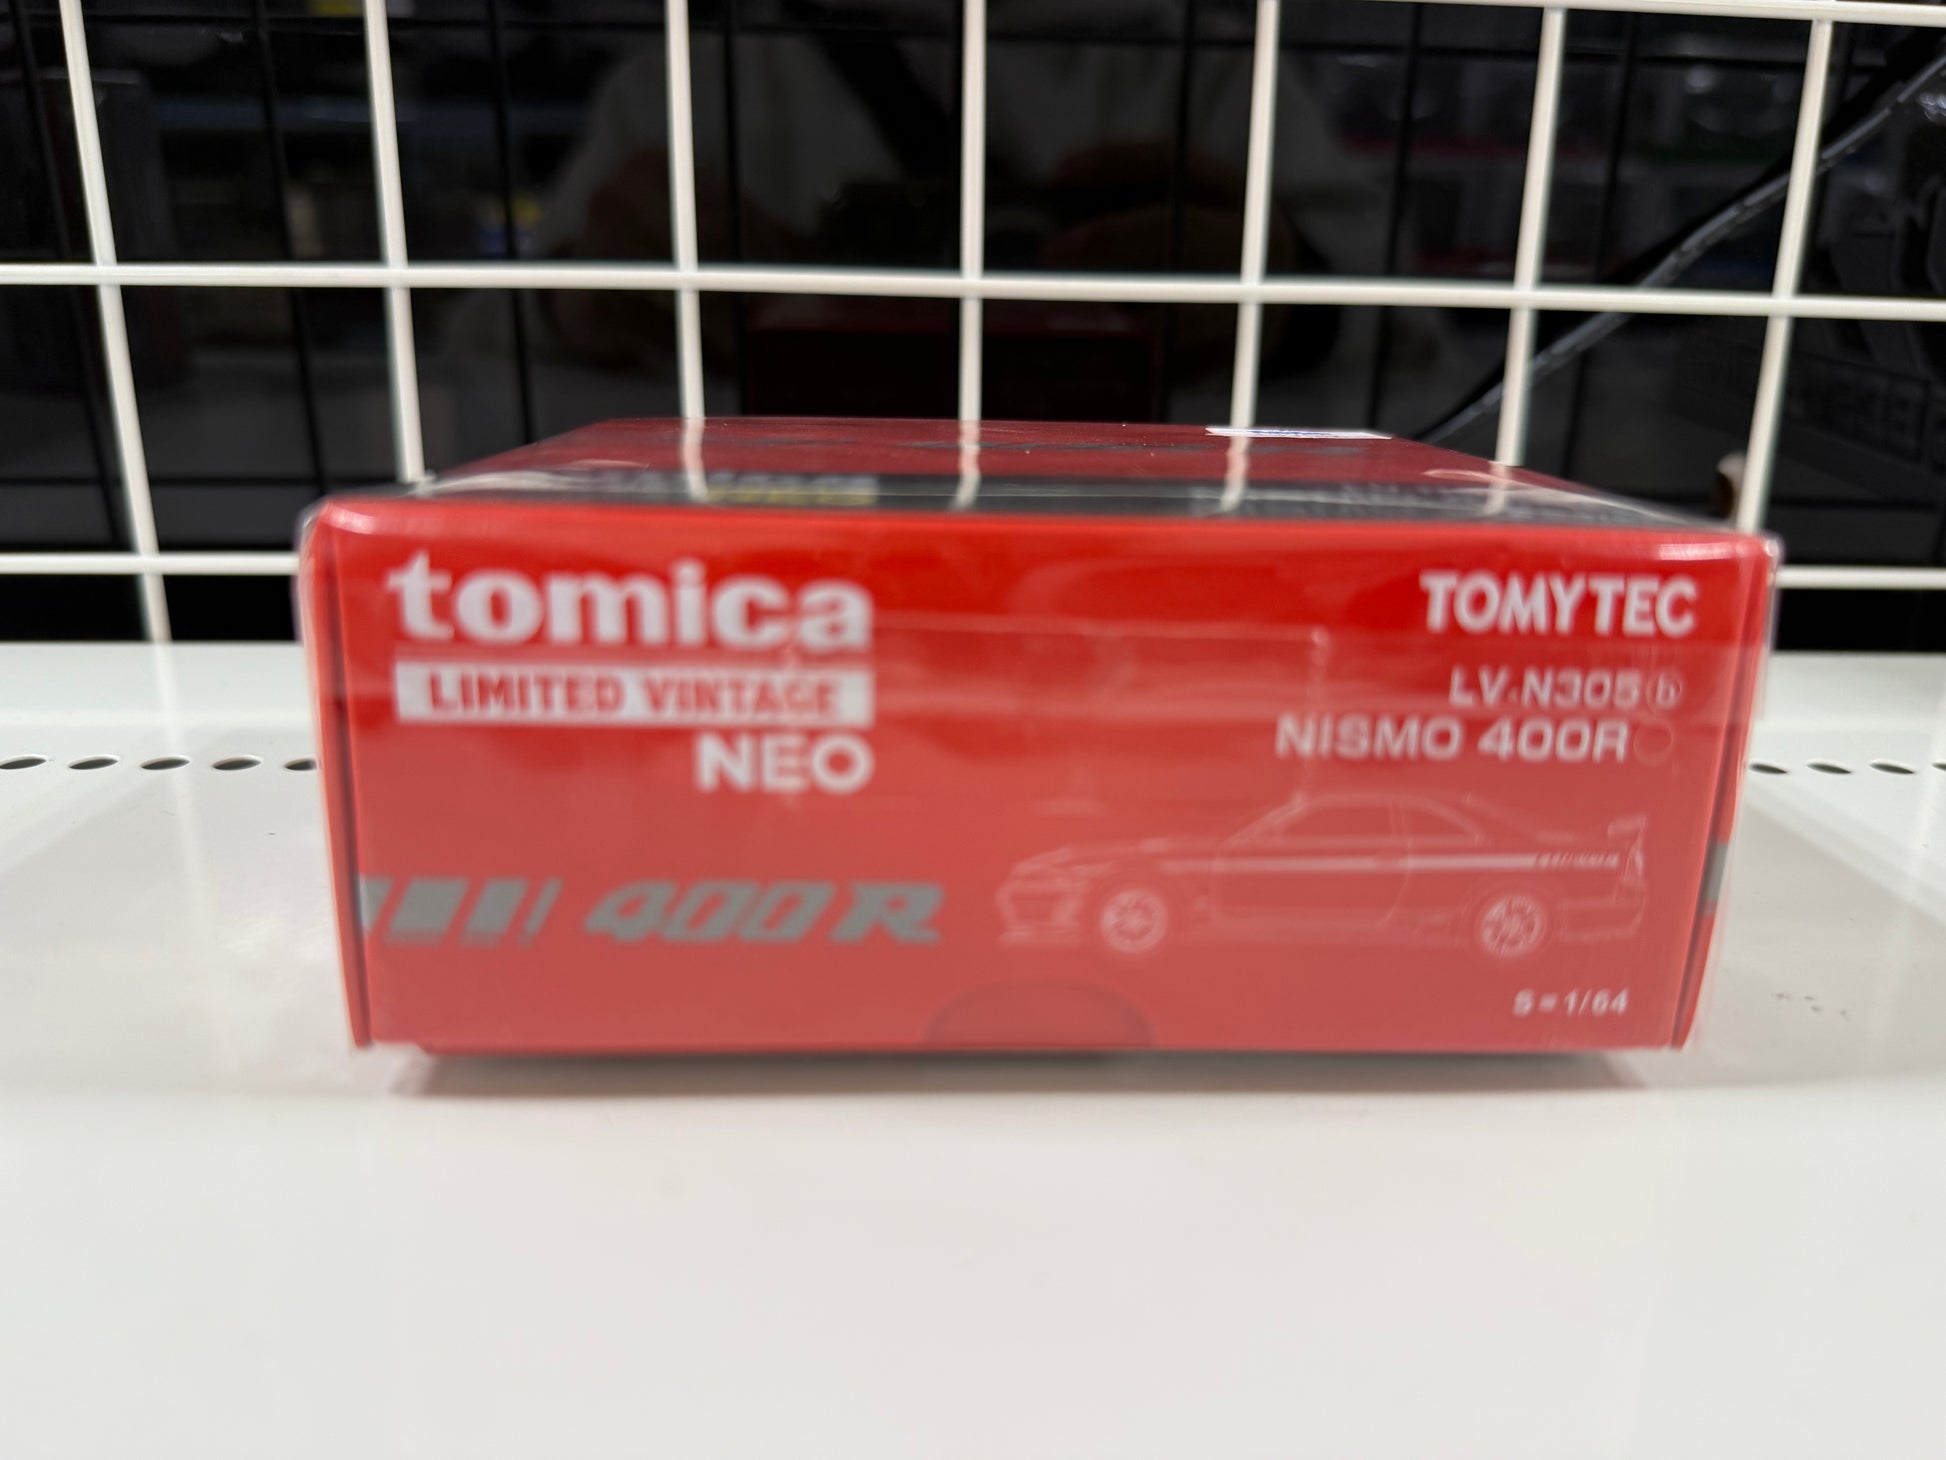 tomica
LIMITED VINTAGE
NEO
TOMYTEC
LV-N305ⓑ
NISMO 400R
400R
S=1/64